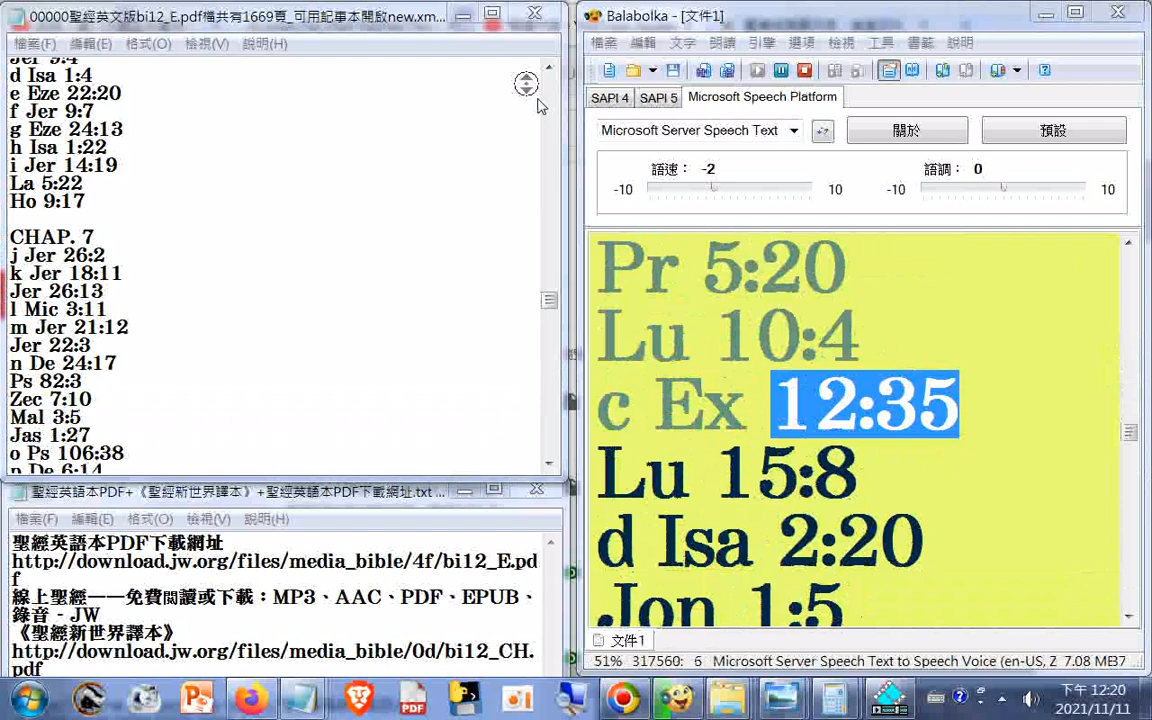 00000聖經英文版bi12_E.pdf檔共有1669頁_可用記事本開啟new.xm...
檔案(F) 編輯(E) 格式(O) 檢視(V) 說明(H)
Jer 9:4
d Isa 1:4
e Eze 22:20
f Jer 9:7
g Eze 24:13
h Isa 1:22
i Jer 14:19
La 5:22
Ho 9:17
CHAP. 7
j Jer 26:2
k Jer 18:11
Jer 26:13
l Mic 3:11
m Jer 21:12
Jer 22:3
n De 24:17
Ps 82:3
Zec 7:10
Mal 3:5
Jas 1:27
o Ps 106:38
p De 6:14
聖經英語本PDF+《聖經新世界譯本》+聖經英語本PDF下載網址.txt ...
檔案(F) 編輯(E) 格式(O) 檢視(V) 說明(H)
聖經英語本PDF下載網址
http://download.jw.org/files/media_bible/4f/bi12_E.pd
f
線上聖經——免費閱讀或下載：MP3、AAC、PDF、EPUB、
錄音 - JW
《聖經新世界譯本》
http://download.jw.org/files/media_bible/0d/bi12_CH.
pdf
Balabolka - [文件1]
檔案 編輯 文字 朗讀 引擎 選項 檢視 工具 書籤 說明
SAPI 4 SAPI 5 Microsoft Speech Platform
Microsoft Server Speech Text 關於 預設
語速： -2 語調： 0
-10 10 -10 10
Pr 5:20
Lu 10:4
c Ex 12:35
Lu 15:8
d Isa 2:20
Jon 1:5
文件1
51% 317560: 6 Microsoft Server Speech Text to Speech Voice (en-US, Z 7.08 MB7
PDF
下午 12:20
2021/11/11